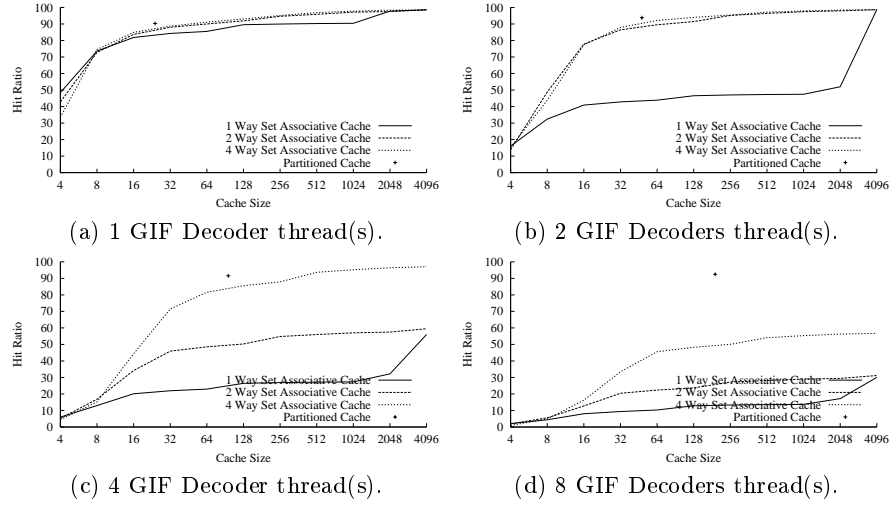 100
90
80
70
60
50
40
30
20
10
0
Hit Ratio
1 Way Set Associative Cache
2 Way Set Associative Cache
4 Way Set Associative Cache
Partitioned Cache
4 8 16 32 64 128 256 512 1024 2048 4096
Cache Size
(a) 1 GIF Decoder thread(s).
100
90
80
70
60
50
40
30
20
10
0
Hit Ratio
1 Way Set Associative Cache
2 Way Set Associative Cache
4 Way Set Associative Cache
Partitioned Cache
4 8 16 32 64 128 256 512 1024 2048 4096
Cache Size
(b) 2 GIF Decoders thread(s).
100
90
80
70
60
50
40
30
20
10
0
Hit Ratio
1 Way Set Associative Cache
2 Way Set Associative Cache
4 Way Set Associative Cache
Partitioned Cache
4 8 16 32 64 128 256 512 1024 2048 4096
Cache Size
(c) 4 GIF Decoder thread(s).
100
90
80
70
60
50
40
30
20
10
0
Hit Ratio
1 Way Set Associative Cache
2 Way Set Associative Cache
4 Way Set Associative Cache
Partitioned Cache
4 8 16 32 64 128 256 512 1024 2048 4096
Cache Size
(d) 8 GIF Decoders thread(s).